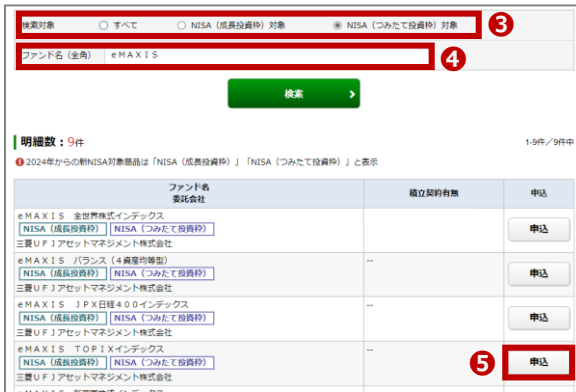 検索対象 すべて NISA（成長投資枠）対象 NISA（つみたて投資枠）対象 ❸
ファンド名（全角） ｅＭＡＸＩＳ ❹
検索
明細数：9件 1-9件／9件中
2024年からの新NISA対象商品は「NISA（成長投資枠）」「NISA（つみたて投資枠）」と表示
ファンド名 積立契約有無 申込
委託会社
ｅＭＡＸＩＳ　全世界株式インデックス
NISA（成長投資枠） NISA（つみたて投資枠） 申込
三菱ＵＦＪアセットマネジメント株式会社
ｅＭＡＸＩＳ　バランス（４資産均等型） --
NISA（成長投資枠） NISA（つみたて投資枠） 申込
三菱ＵＦＪアセットマネジメント株式会社
ｅＭＡＸＩＳ　ＪＰＸ日経４００インデックス --
NISA（成長投資枠） NISA（つみたて投資枠） 申込
三菱ＵＦＪアセットマネジメント株式会社
ｅＭＡＸＩＳ　ＴＯＰＩＸインデックス --
NISA（成長投資枠） NISA（つみたて投資枠） ❺ 申込
三菱ＵＦＪアセットマネジメント株式会社